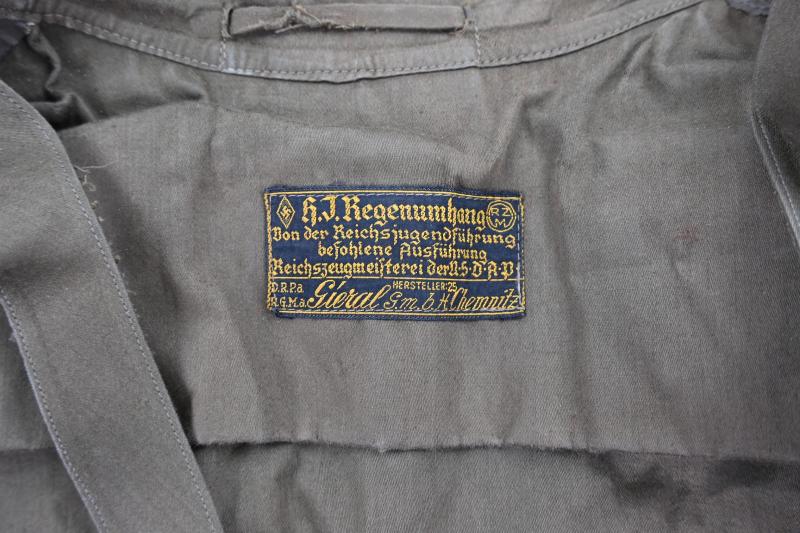 H.J. Regenumhang RZM
Von der Reichsjugendführung
befohlene Ausführung
Reichszeugmeisterei der N.S.D.A.P
D.R.P.a. HERSTELLER: 25
R.G.M.a. Gieral G.m.b.H. Chemnitz